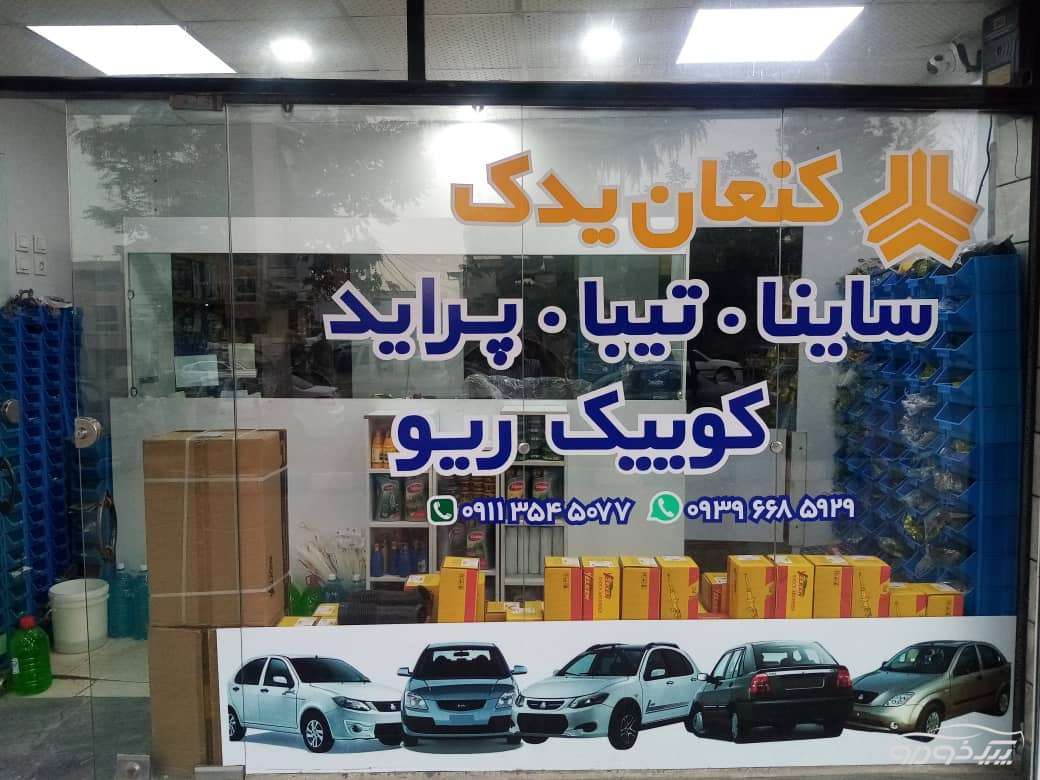 کنعان یدک
ساینا • تیبا • پراید
کوییک ریو
۰۹۳۹ ۶۶۸ ۵۹۲۹
۰۹۱۱ ۳۵۴ ۵۰۷۷